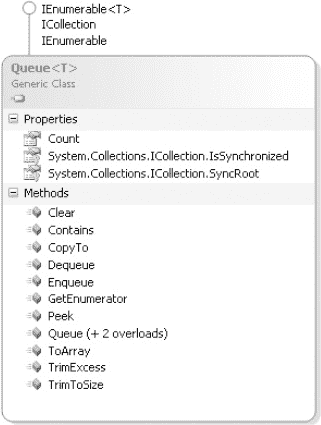 IEnumerable<T>
ICollection
IEnumerable
Queue<T>
Generic Class
Properties
Count
System.Collections.ICollection.IsSynchronized
System.Collections.ICollection.SyncRoot
Methods
Clear
Contains
CopyTo
Dequeue
Enqueue
GetEnumerator
Peek
Queue (+ 2 overloads)
ToArray
TrimExcess
TrimToSize